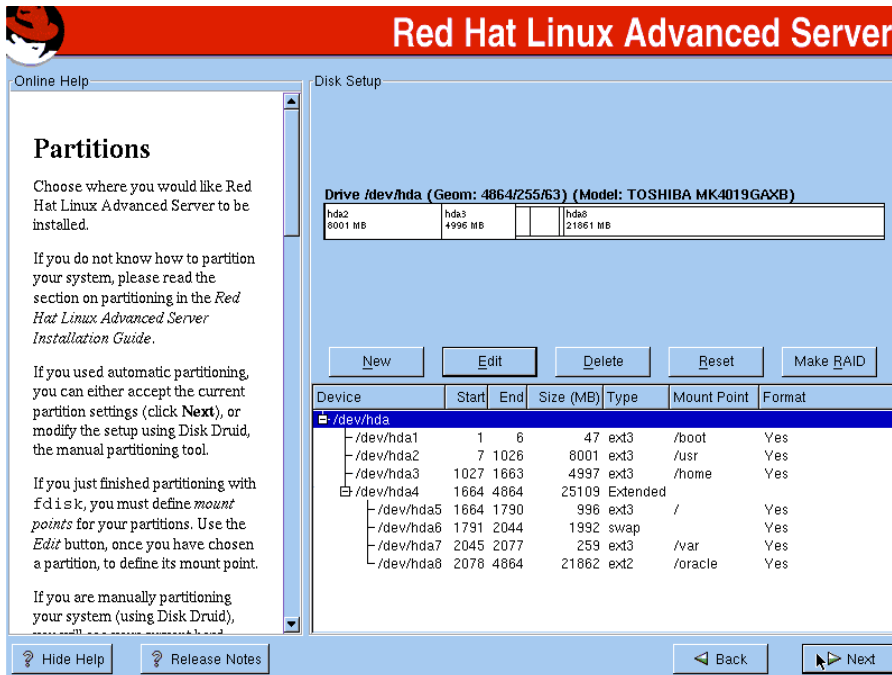 Red Hat Linux Advanced Server
Online Help
Partitions
Choose where you would like Red
Hat Linux Advanced Server to be
installed.
If you do not know how to partition
your system, please read the
section on partitioning in the Red
Hat Linux Advanced Server
Installation Guide.
If you used automatic partitioning,
you can either accept the current
partition settings (click Next), or
modify the setup using Disk Druid,
the manual partitioning tool.
If you just finished partitioning with
fdisk, you must define mount
points for your partitions. Use the
Edit button, once you have chosen
a partition, to define its mount point.
If you are manually partitioning
your system (using Disk Druid),
Disk Setup
Drive /dev/hda (Geom: 4864/255/63) (Model: TOSHIBA MK4019GAXB)
hda2 hda3 hda8
8001 MB 4996 MB 21861 MB
New Edit Delete Reset Make RAID
Device Start End Size (MB) Type Mount Point Format
/dev/hda
/dev/hda1 1 6 47 ext3 /boot Yes
/dev/hda2 7 1026 8001 ext3 /usr Yes
/dev/hda3 1027 1663 4997 ext3 /home Yes
/dev/hda4 1664 4864 25109 Extended
/dev/hda5 1664 1790 996 ext3 / Yes
/dev/hda6 1791 2044 1992 swap Yes
/dev/hda7 2045 2077 259 ext3 /var Yes
/dev/hda8 2078 4864 21862 ext2 /oracle Yes
Hide Help Release Notes Back Next